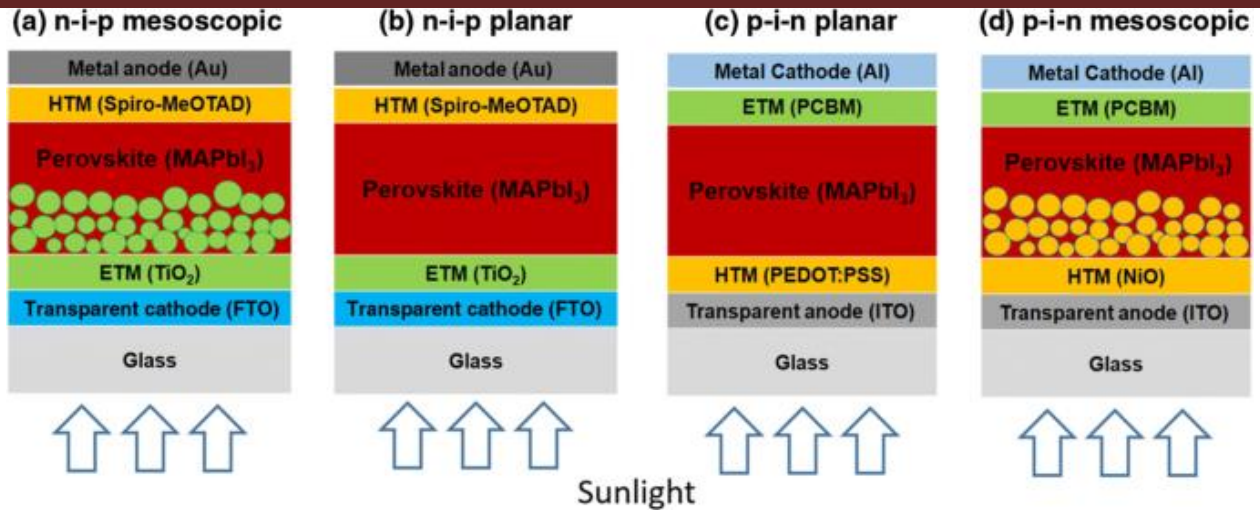 (a) n-i-p mesoscopic
Metal anode (Au)
HTM (Spiro-MeOTAD)
Perovskite (MAPbI₃)
ETM (TiO₂)
Transparent cathode (FTO)
Glass
(b) n-i-p planar
Metal anode (Au)
HTM (Spiro-MeOTAD)
Perovskite (MAPbI₃)
ETM (TiO₂)
Transparent cathode (FTO)
Glass
(c) p-i-n planar
Metal Cathode (Al)
ETM (PCBM)
Perovskite (MAPbI₃)
HTM (PEDOT:PSS)
Transparent anode (ITO)
Glass
(d) p-i-n mesoscopic
Metal Cathode (Al)
ETM (PCBM)
Perovskite (MAPbI₃)
HTM (NiO)
Transparent anode (ITO)
Glass
Sunlight